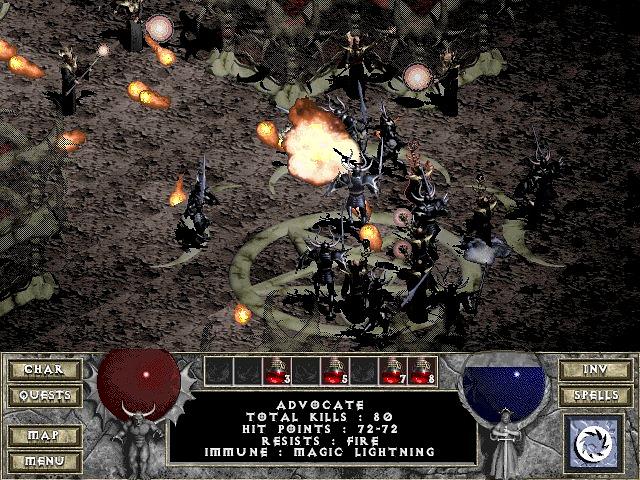 CHAR
QUESTS
MAP
MENU
3
5
7
8
ADVOCATE
TOTAL KILLS : 80
HIT POINTS : 72-72
RESISTS : FIRE
IMMUNE : MAGIC LIGHTNING
INV
SPELLS